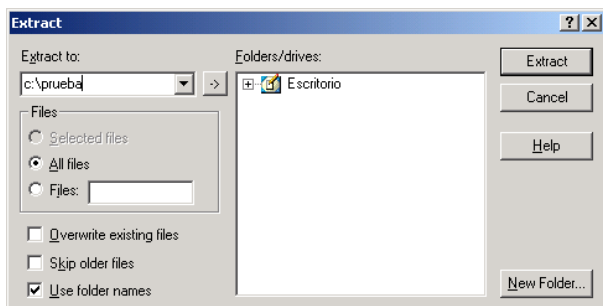 Extract
Extract to:
c:\prueba
->
Files
Selected files
All files
Files:
Overwrite existing files
Skip older files
Use folder names
Folders/drives:
Escritorio
Extract
Cancel
Help
New Folder...